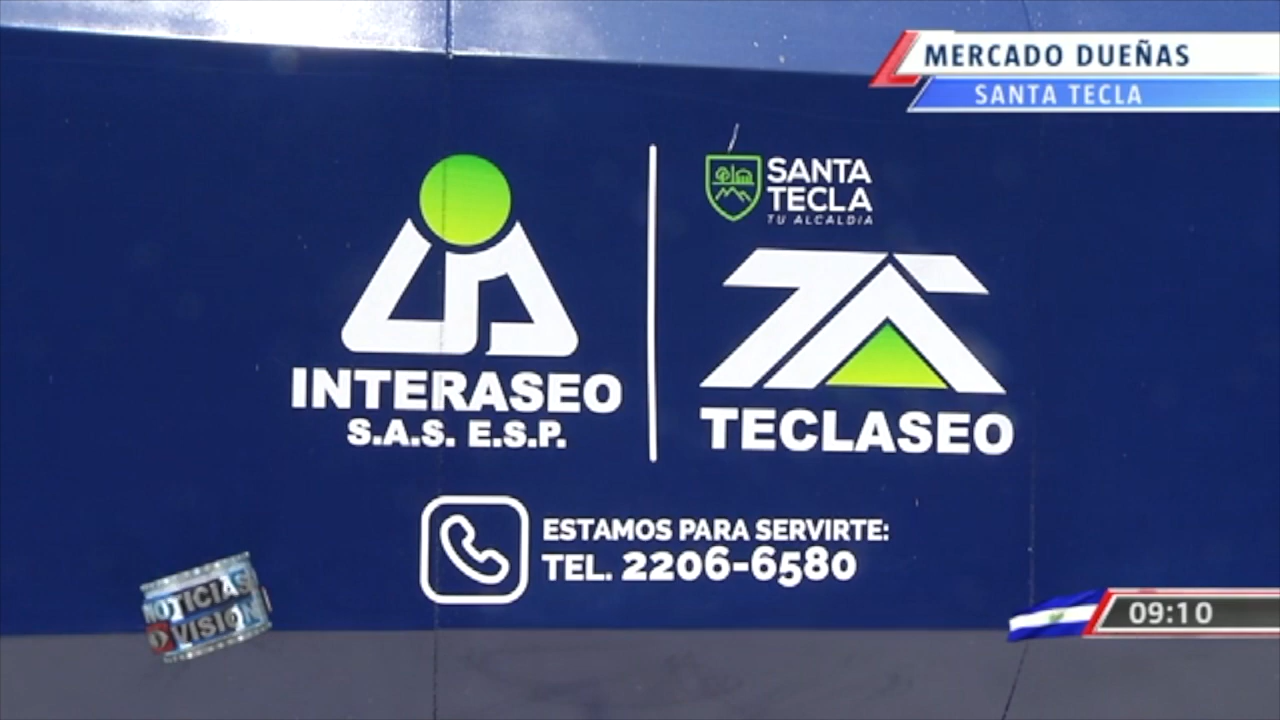 MERCADO DUEÑAS
SANTA TECLA
SANTA
TECLA
TU ALCALDÍA
INTERASEO
S.A.S. E.S.P.
TECLASEO
ESTAMOS PARA SERVIRTE:
TEL. 2206-6580
NOTICIAS
VISION
09:10